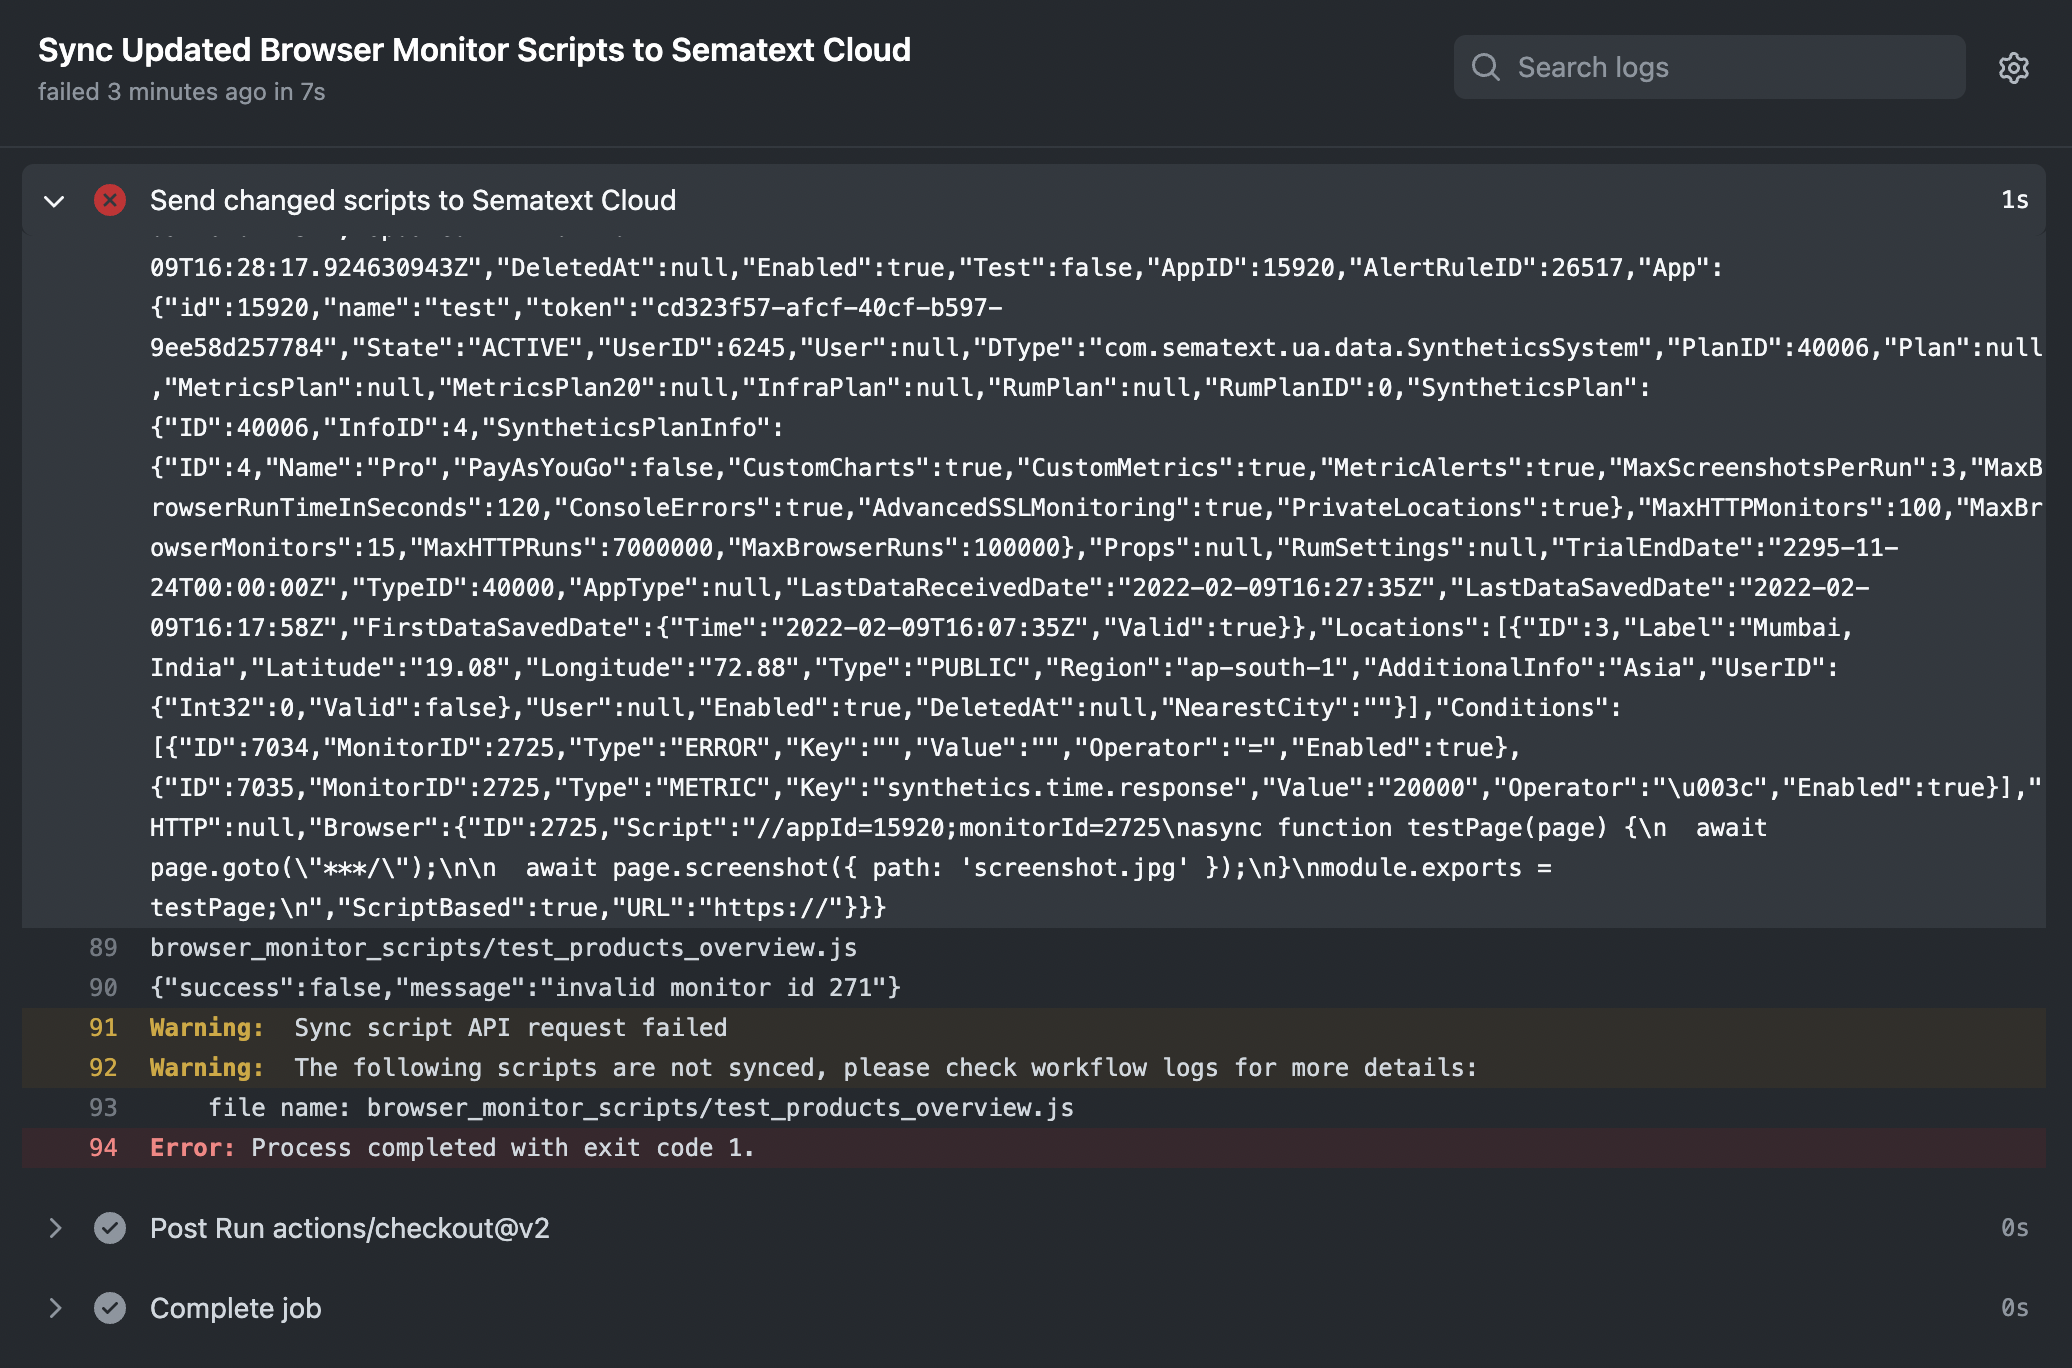 Sync Updated Browser Monitor Scripts to Sematext Cloud
failed 3 minutes ago in 7s
Search logs
Send changed scripts to Sematext Cloud
1s
09T16:28:17.924630943Z","DeletedAt":null,"Enabled":true,"Test":false,"AppID":15920,"AlertRuleID":26517,"App":
{"id":15920,"name":"test","token":"cd323f57-afcf-40cf-b597-
9ee58d257784","State":"ACTIVE","UserID":6245,"User":null,"DType":"com.sematext.ua.data.SyntheticsSystem","PlanID":40006,"Plan":null
,"MetricsPlan":null,"MetricsPlan20":null,"InfraPlan":null,"RumPlan":null,"RumPlanID":0,"SyntheticsPlan":
{"ID":40006,"InfoID":4,"SyntheticsPlanInfo":
{"ID":4,"Name":"Pro","PayAsYouGo":false,"CustomCharts":true,"CustomMetrics":true,"MetricAlerts":true,"MaxScreenshotsPerRun":3,"MaxB
rowserRunTimeInSeconds":120,"ConsoleErrors":true,"AdvancedSSLMonitoring":true,"PrivateLocations":true},"MaxHTTPMonitors":100,"MaxBr
owserMonitors":15,"MaxHTTPRuns":7000000,"MaxBrowserRuns":100000},"Props":null,"RumSettings":null,"TrialEndDate":"2295-11-
24T00:00:00Z","TypeID":40000,"AppType":null,"LastDataReceivedDate":"2022-02-09T16:27:35Z","LastDataSavedDate":"2022-02-
09T16:17:58Z","FirstDataSavedDate":{"Time":"2022-02-09T16:07:35Z","Valid":true}},"Locations":[{"ID":3,"Label":"Mumbai,
India","Latitude":"19.08","Longitude":"72.88","Type":"PUBLIC","Region":"ap-south-1","AdditionalInfo":"Asia","UserID":
{"Int32":0,"Valid":false},"User":null,"Enabled":true,"DeletedAt":null,"NearestCity":""}],"Conditions":
[{"ID":7034,"MonitorID":2725,"Type":"ERROR","Key":"","Value":"","Operator":"=","Enabled":true},
{"ID":7035,"MonitorID":2725,"Type":"METRIC","Key":"synthetics.time.response","Value":"20000","Operator":"\u003c","Enabled":true}],"
HTTP":null,"Browser":{"ID":2725,"Script":"//appId=15920;monitorId=2725\nasync function testPage(page) {\n  await
page.goto(\"***/\");\n\n  await page.screenshot({ path: 'screenshot.jpg' });\n}\nmodule.exports =
testPage;\n","ScriptBased":true,"URL":"https://"}}}
89 browser_monitor_scripts/test_products_overview.js
90 {"success":false,"message":"invalid monitor id 271"}
91 Warning:  Sync script API request failed
92 Warning:  The following scripts are not synced, please check workflow logs for more details:
93     file name: browser_monitor_scripts/test_products_overview.js
94 Error: Process completed with exit code 1.
Post Run actions/checkout@v2
0s
Complete job
0s